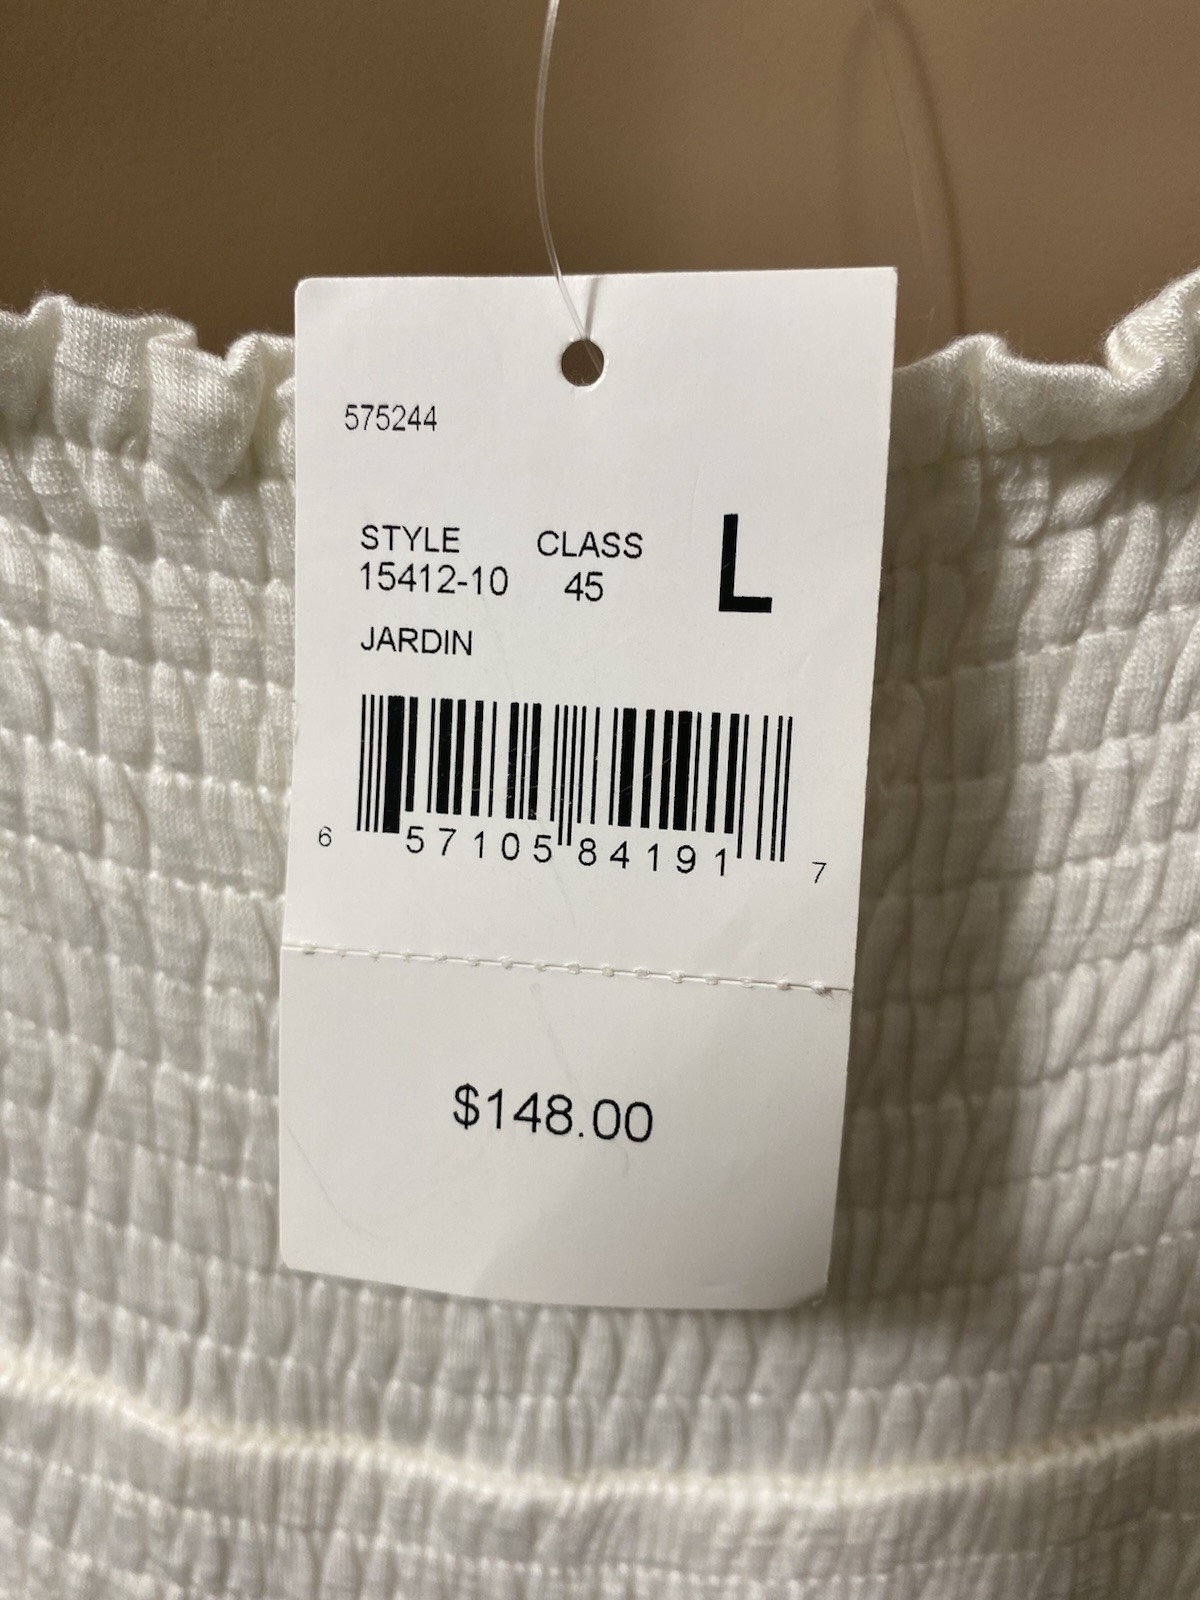 575244
STYLE CLASS L
15412-10 45
JARDIN
6 57105 84191 7
$148.00